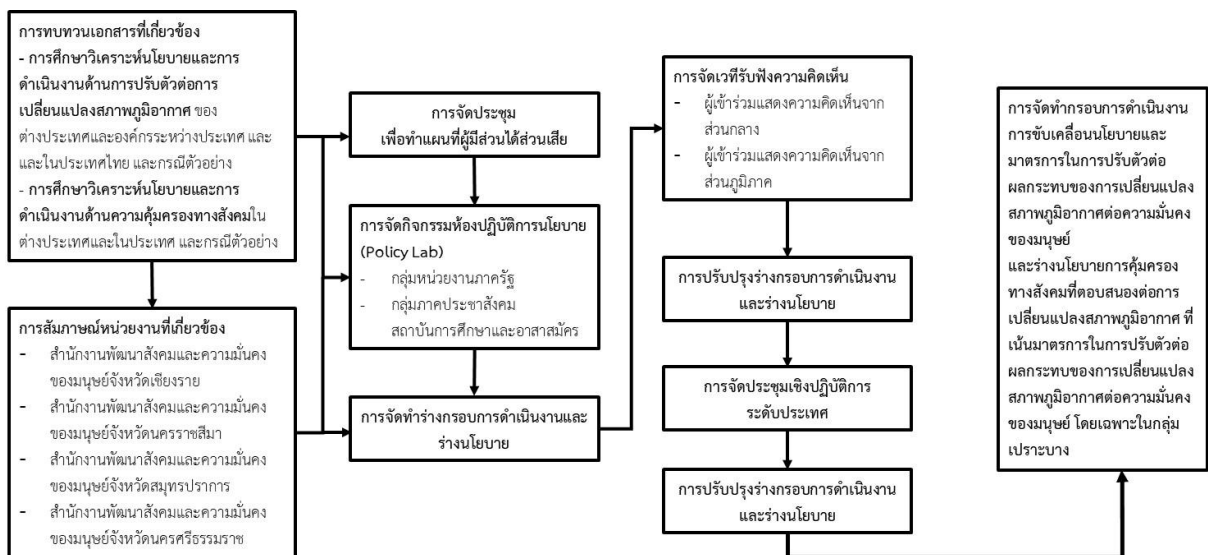 การทบทวนเอกสารที่เกี่ยวข้อง
- การศึกษาวิเคราะห์นโยบายและการ
ดำเนินงานด้านการปรับตัวต่อการ
เปลี่ยนแปลงสภาพภูมิอากาศ ของ
ต่างประเทศและองค์กรระหว่างประเทศ และ
และในประเทศไทย และกรณีตัวอย่าง
- การศึกษาวิเคราะห์นโยบายและการ
ดำเนินงานด้านความคุ้มครองทางสังคมใน
ต่างประเทศและในประเทศ และกรณีตัวอย่าง
การสัมภาษณ์หน่วยงานที่เกี่ยวข้อง
- สำนักงานพัฒนาสังคมและความมั่นคง
ของมนุษย์จังหวัดเชียงราย
- สำนักงานพัฒนาสังคมและความมั่นคง
ของมนุษย์จังหวัดนครราชสีมา
- สำนักงานพัฒนาสังคมและความมั่นคง
ของมนุษย์จังหวัดสมุทรปราการ
- สำนักงานพัฒนาสังคมและความมั่นคง
ของมนุษย์จังหวัดนครศรีธรรมราช
การจัดประชุม
เพื่อทำแผนที่ผู้มีส่วนได้ส่วนเสีย
การจัดกิจกรรมห้องปฏิบัติการนโยบาย
(Policy Lab)
- กลุ่มหน่วยงานภาครัฐ
- กลุ่มภาคประชาสังคม
สถาบันการศึกษาและอาสาสมัคร
การจัดทำร่างกรอบการดำเนินงานและ
ร่างนโยบาย
การจัดเวทีรับฟังความคิดเห็น
- ผู้เข้าร่วมแสดงความคิดเห็นจาก
ส่วนกลาง
- ผู้เข้าร่วมแสดงความคิดเห็นจาก
ส่วนภูมิภาค
การปรับปรุงร่างกรอบการดำเนินงาน
และร่างนโยบาย
การจัดประชุมเชิงปฏิบัติการ
ระดับประเทศ
การปรับปรุงร่างกรอบการดำเนินงาน
และร่างนโยบาย
การจัดทำกรอบการดำเนินงาน
การขับเคลื่อนนโยบายและ
มาตรการในการปรับตัวต่อ
ผลกระทบของการเปลี่ยนแปลง
สภาพภูมิอากาศต่อความมั่นคง
ของมนุษย์
และร่างนโยบายการคุ้มครอง
ทางสังคมที่ตอบสนองต่อการ
เปลี่ยนแปลงสภาพภูมิอากาศ ที่
เน้นมาตรการในการปรับตัวต่อ
ผลกระทบของการเปลี่ยนแปลง
สภาพภูมิอากาศต่อความมั่นคง
ของมนุษย์ โดยเฉพาะในกลุ่ม
เปราะบาง